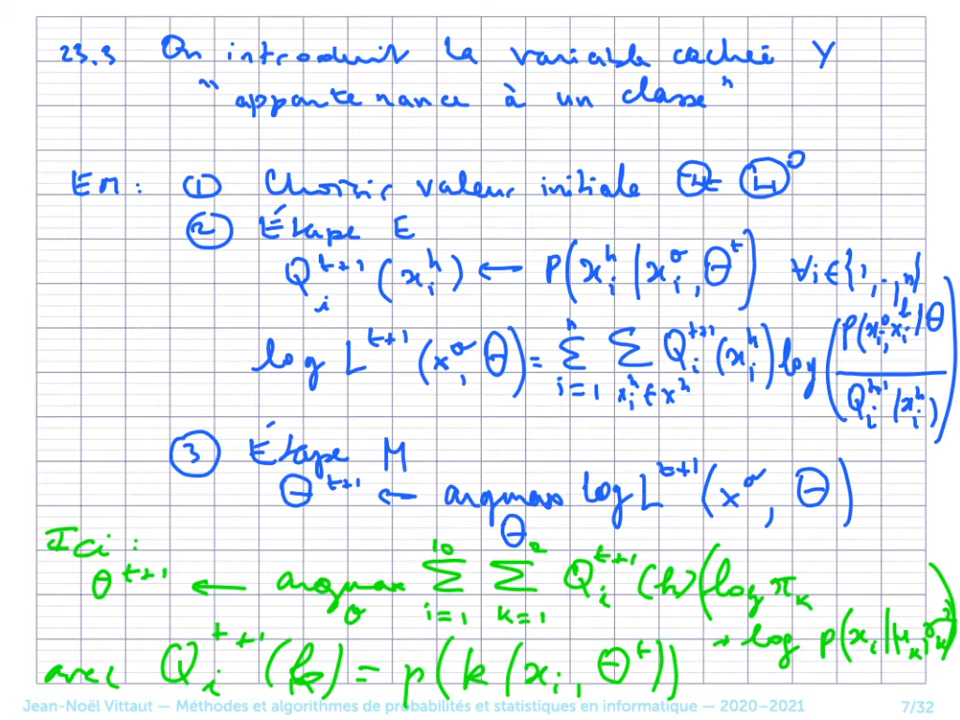 23.3 On introduit la variable cachée Y
"appartenance à un classe"
EM : ① Choisir valeur initiale Θ = Θ⁰
② Étape E
Qᵢᵗ⁺¹(xᵢʰ) ← P(xᵢʰ | xᵢᵒ, Θᵗ) ∀i ∈ {1, .., n}
log Lᵗ⁺¹(xᵒ, Θ) = Σᵢ₌₁ⁿ Σ_{xᵢʰ ∈ xʰ} Qᵢᵗ⁺¹(xᵢʰ) log(P(xᵢᵒ, xᵢʰ | Θ) / Qᵢᵗ⁺¹(xᵢʰ))
③ Étape M
Θᵗ⁺¹ ← argmax_Θ log Lᵗ⁺¹(xᵒ, Θ)
Ici :
θᵗ⁺¹ ← argmax_θ Σᵢ₌₁¹⁰ Σₖ₌₁² Qᵢᵗ⁺¹(k)(log πₖ
+ log p(xᵢ | μₖ, σₖ²))
avec Qᵢᵗ⁺¹(k) = p(k | xᵢ, Θᵗ))
Jean-Noël Vittaut — Méthodes et algorithmes de probabilités et statistiques en informatique — 2020–2021 7/32